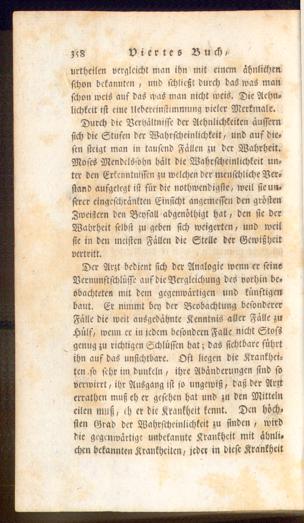 358 Viertes Buch,
urtheilen vergleicht man ihn mit einem ähnlichen
schon bekannten, und schließt durch das was man
schon weis auf das was man nicht weis. Die Aehn-
lichkeit ist eine Uebereinstimmung vieler Merkmale.
Durch die Verhältnisse der Aehnlichkeiten äussern
sich die Stufen der Wahrscheinlichkeit, und auf die-
sen steigt man in tausend Fällen zu der Wahrheit.
Moses Mendelssohn hält die Wahrscheinlichkeit un-
ter den Erkenntnissen zu welchen der menschliche Ver-
stand aufgelegt ist für die nothwendigste, weil sie un-
serer eingeschränkten Einsicht angemessen den grösten
Zweiflern den Beyfall abgenöthigt hat, den sie der
Wahrheit selbst zu geben sich weigerten, und weil
sie in den meisten Fällen die Stelle der Gewißheit
vertritt.
Der Arzt bedient sich der Analogie wenn er seine
Vernunftschlüsse auf die Vergleichung des vorhin be-
obachteten mit dem gegenwärtigen und künftigen
baut. Er nimmt bey der Beobachtung besonderer
Fälle die weit ausgedähnte Kenntnis aller Fälle zu
Hülf, wenn er in jedem besondern Falle nicht Stoff
genug zu richtigen Schlüssen hat; das sichtbare führt
ihn auf das unsichtbare. Oft liegen die Krankhei-
ten so sehr im dunkeln, ihre Abänderungen sind so
verwirrt, ihr Ausgang ist so ungewiß, daß der Arzt
errathen muß eh er gesehen hat und zu den Mitteln
eilen muß, eh er die Krankheit kennt. Den höch-
sten Grad der Wahrscheinlichkeit zu finden, wird
die gegenwärtige unbekannte Krankheit mit ähnli-
chen bekannten Krankheiten, jeder in diese Krankheit